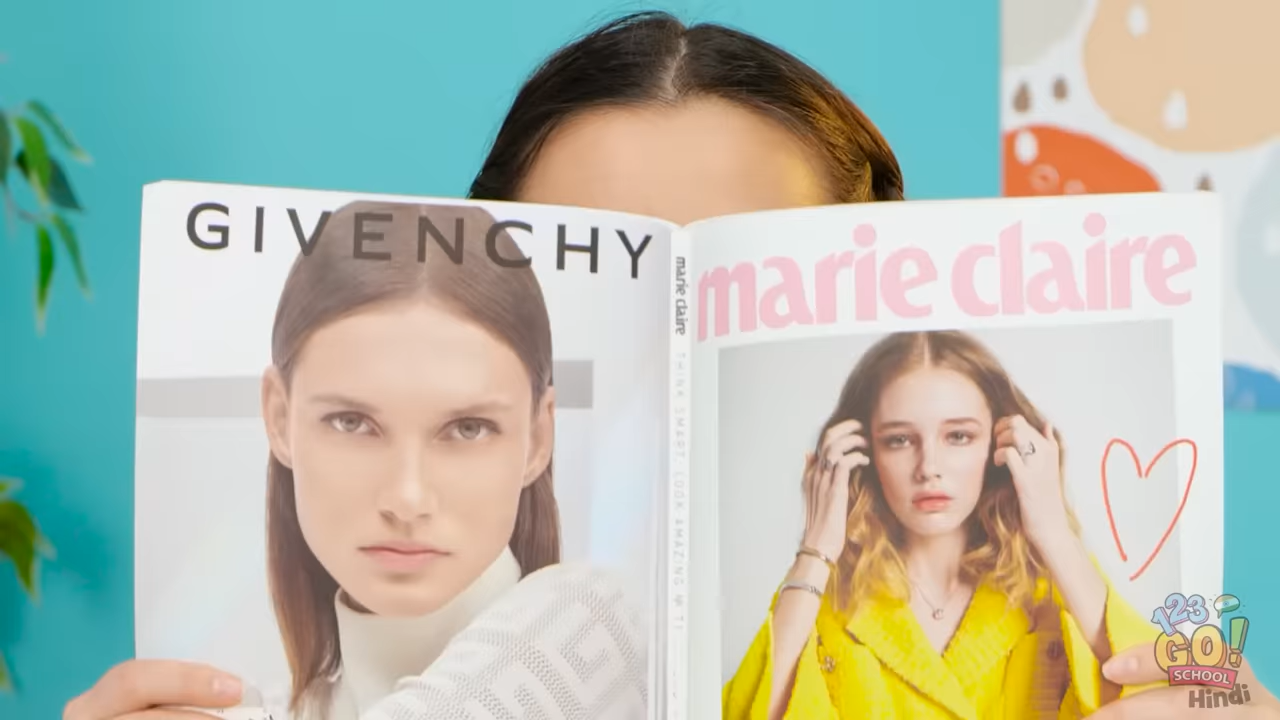 GIVENCHY
marie claire
THINK SMART, LOOK AMAZING
marie claire
123
GO!
SCHOOL
Hindi